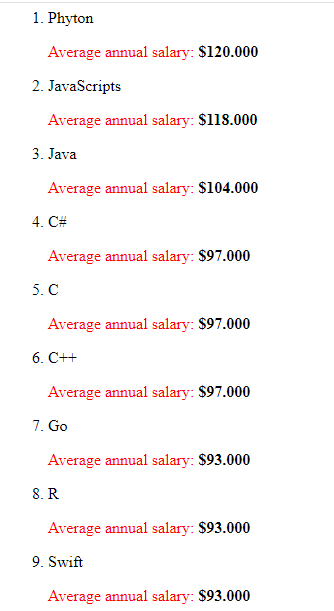 1. Phyton
Average annual salary: $120.000
2. JavaScripts
Average annual salary: $118.000
3. Java
Average annual salary: $104.000
4. C#
Average annual salary: $97.000
5. C
Average annual salary: $97.000
6. C++
Average annual salary: $97.000
7. Go
Average annual salary: $93.000
8. R
Average annual salary: $93.000
9. Swift
Average annual salary: $93.000